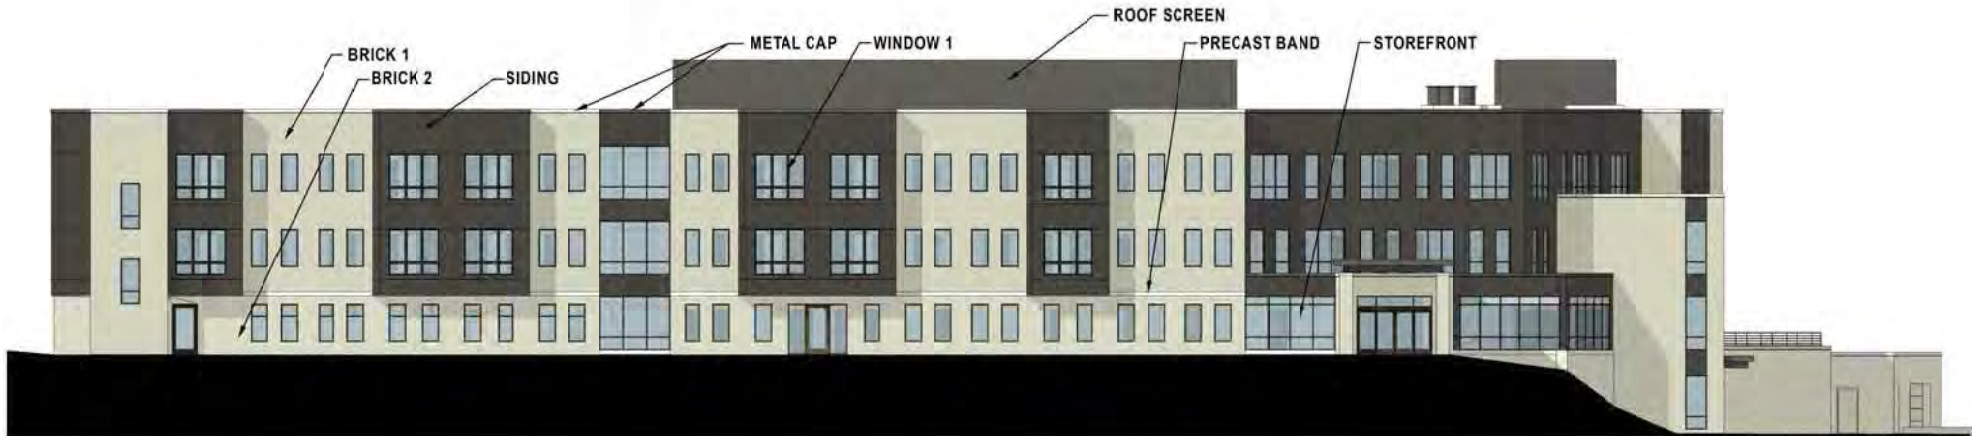 ROOF SCREEN
METAL CAP
WINDOW 1
PRECAST BAND
STOREFRONT
BRICK 1
BRICK 2
SIDING